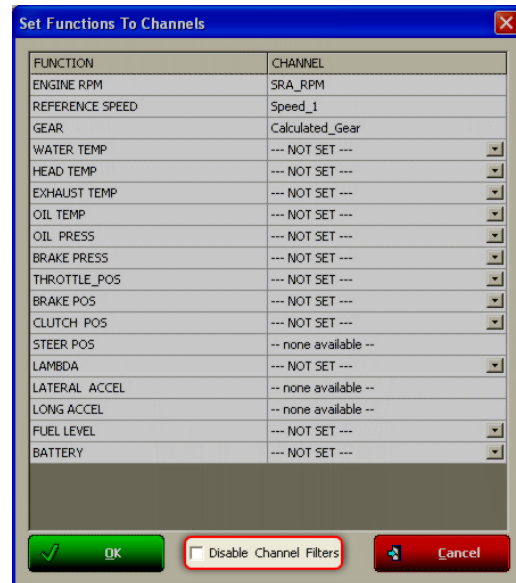 Set Functions To Channels
FUNCTION CHANNEL
ENGINE RPM SRA_RPM
REFERENCE SPEED Speed_1
GEAR Calculated_Gear
WATER TEMP --- NOT SET ---
HEAD TEMP --- NOT SET ---
EXHAUST TEMP --- NOT SET ---
OIL TEMP --- NOT SET ---
OIL PRESS --- NOT SET ---
BRAKE PRESS --- NOT SET ---
THROTTLE_POS --- NOT SET ---
BRAKE POS --- NOT SET ---
CLUTCH POS --- NOT SET ---
STEER POS -- none available --
LAMBDA --- NOT SET ---
LATERAL ACCEL -- none available --
LONG ACCEL -- none available --
FUEL LEVEL --- NOT SET ---
BATTERY --- NOT SET ---
OK Disable Channel Filters Cancel